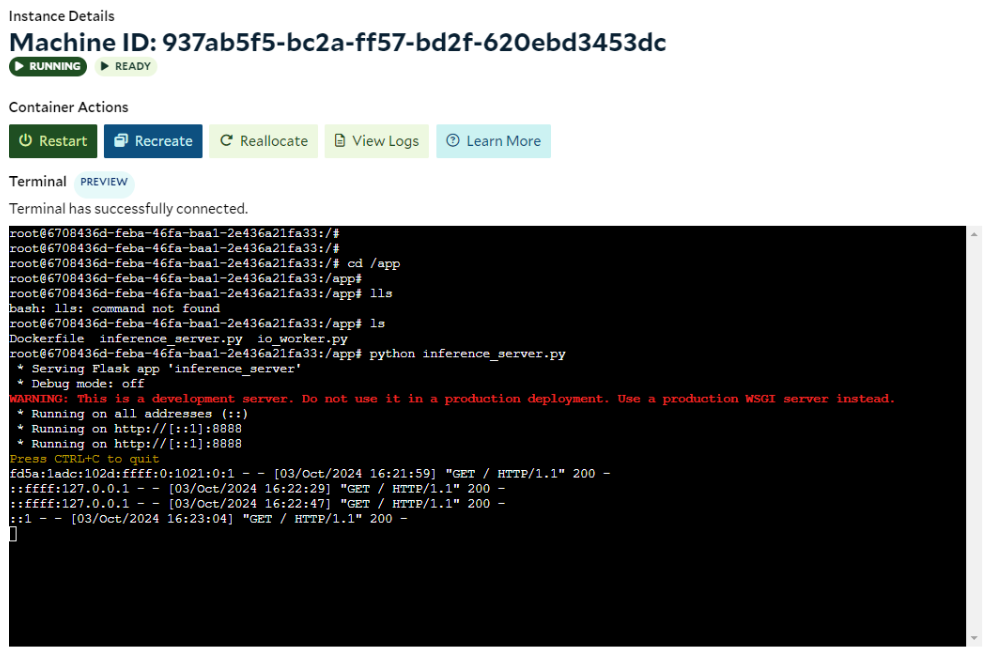 Instance Details
Machine ID: 937ab5f5-bc2a-ff57-bd2f-620ebd3453dc
RUNNING READY
Container Actions
Restart Recreate Reallocate View Logs Learn More
Terminal PREVIEW
Terminal has successfully connected.
root@6708436d-feba-46fa-baa1-2e436a21fa33:/#
root@6708436d-feba-46fa-baa1-2e436a21fa33:/#
root@6708436d-feba-46fa-baa1-2e436a21fa33:/# cd /app
root@6708436d-feba-46fa-baa1-2e436a21fa33:/app#
root@6708436d-feba-46fa-baa1-2e436a21fa33:/app# lls
bash: lls: command not found
root@6708436d-feba-46fa-baa1-2e436a21fa33:/app# ls
Dockerfile  inference_server.py  io_worker.py
root@6708436d-feba-46fa-baa1-2e436a21fa33:/app# python inference_server.py
 * Serving Flask app 'inference_server'
 * Debug mode: off
WARNING: This is a development server. Do not use it in a production deployment. Use a production WSGI server instead.
 * Running on all addresses (::)
 * Running on http://[::1]:8888
 * Running on http://[::1]:8888
Press CTRL+C to quit
fd5a:1adc:102d:ffff:0:1021:0:1 - - [03/Oct/2024 16:21:59] "GET / HTTP/1.1" 200 -
::ffff:127.0.0.1 - - [03/Oct/2024 16:22:29] "GET / HTTP/1.1" 200 -
::ffff:127.0.0.1 - - [03/Oct/2024 16:22:47] "GET / HTTP/1.1" 200 -
::1 - - [03/Oct/2024 16:23:04] "GET / HTTP/1.1" 200 -